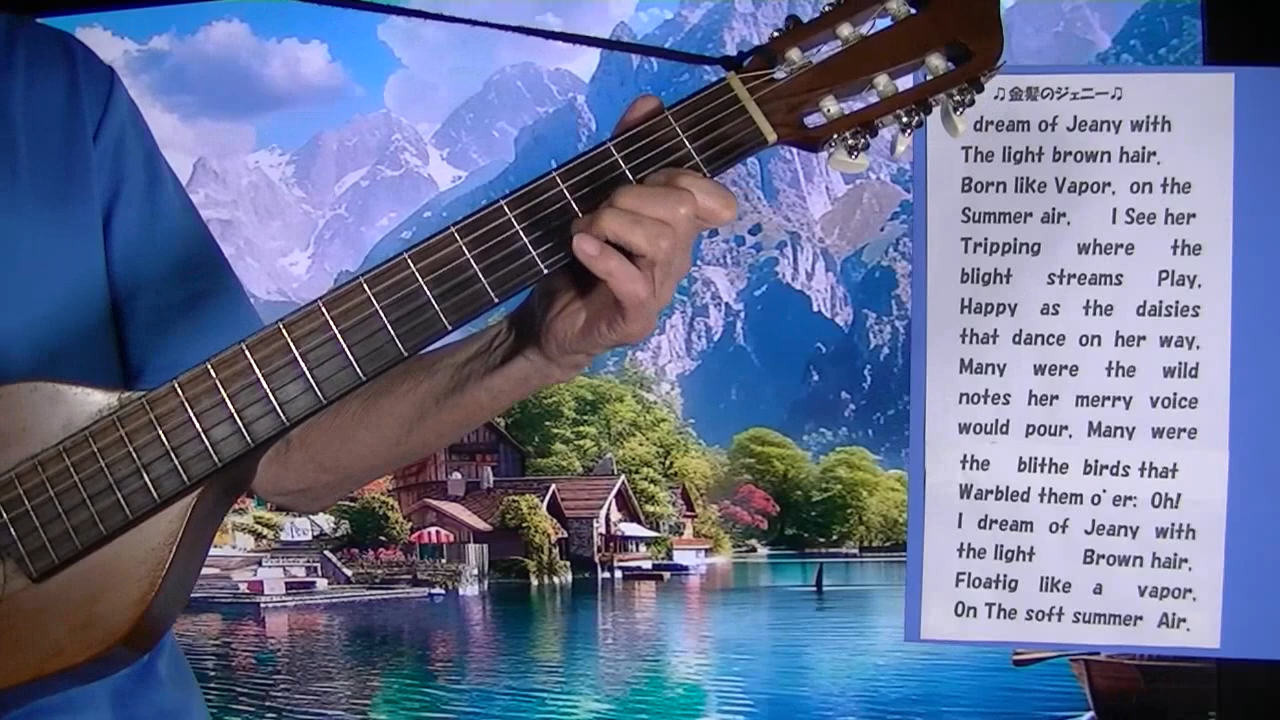 ♫金髪のジェニー♫
dream of Jeany with
The light brown hair.
Born like Vapor, on the
Summer air, I See her
Tripping where the
blight streams Play,
Happy as the daisies
that dance on her way,
Many were the wild
notes her merry voice
would pour, Many were
the blithe birds that
Warbled them o' er: Oh!
I dream of Jeany with
the light Brown hair,
Floatig like a vapor,
On The soft summer Air.